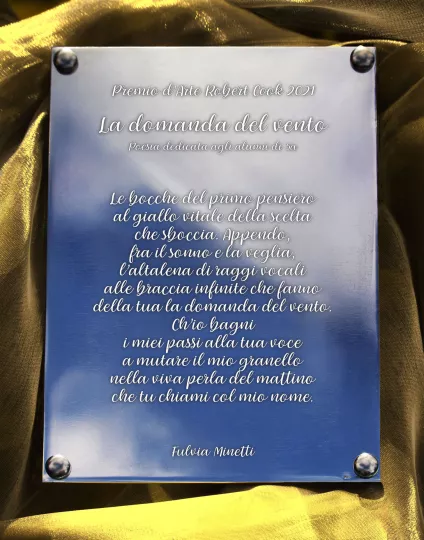 Premio d'Arte Robert Cook 2021
La domanda del vento
Poesia dedicata agli alunni di ra
Le bocche del primo pensiero
al giallo vitale della scelta
che sboccia. Appendo,
fra il sonno e la veglia,
l'altalena di raggi vocali
alle braccia infinite che fanno
della tua la domanda del vento.
Ch'io bagni
i miei passi alla tua voce
a mutare il mio granello
nella viva perla del mattino
che tu chiami col mio nome.
Fulvia Minetti